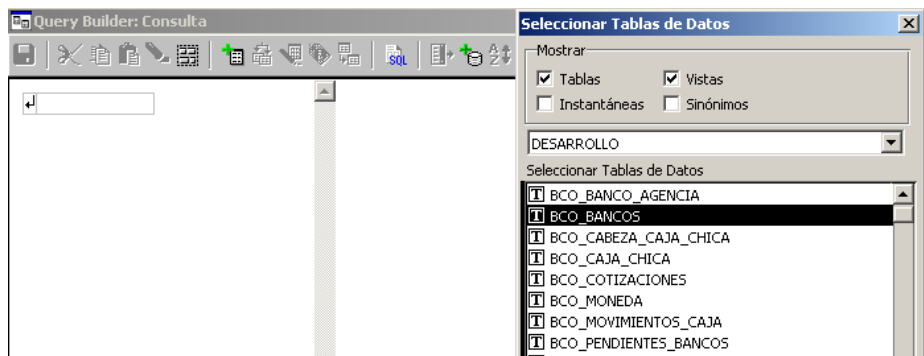 Query Builder: Consulta
SQL
Seleccionar Tablas de Datos
Mostrar
Tablas
Vistas
Instantáneas
Sinónimos
DESARROLLO
Seleccionar Tablas de Datos
T BCO_BANCO_AGENCIA
T BCO_BANCOS
T BCO_CABEZA_CAJA_CHICA
T BCO_CAJA_CHICA
T BCO_COTIZACIONES
T BCO_MONEDA
T BCO_MOVIMIENTOS_CAJA
T BCO_PENDIENTES_BANCOS